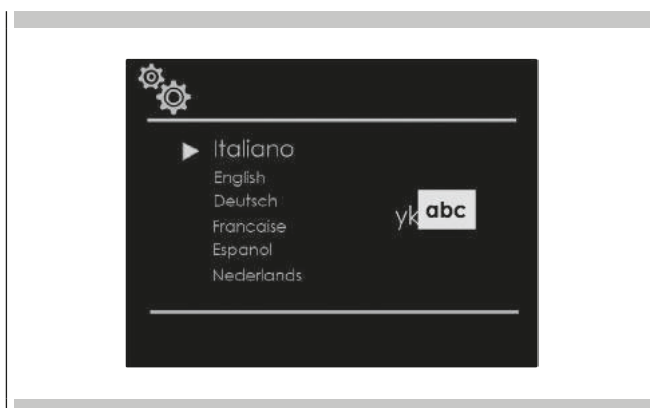 Italiano
English
Deutsch
Francaise
yk abc
Espanol
Nederlands